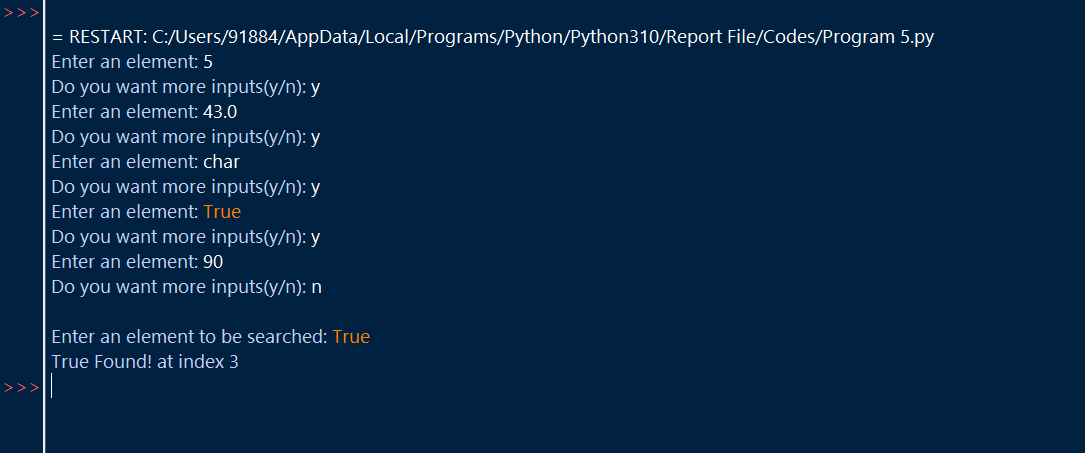 >>>
= RESTART: C:/Users/91884/AppData/Local/Programs/Python/Python310/Report File/Codes/Program 5.py
Enter an element: 5
Do you want more inputs(y/n): y
Enter an element: 43.0
Do you want more inputs(y/n): y
Enter an element: char
Do you want more inputs(y/n): y
Enter an element: True
Do you want more inputs(y/n): y
Enter an element: 90
Do you want more inputs(y/n): n
Enter an element to be searched: True
True Found! at index 3
>>>